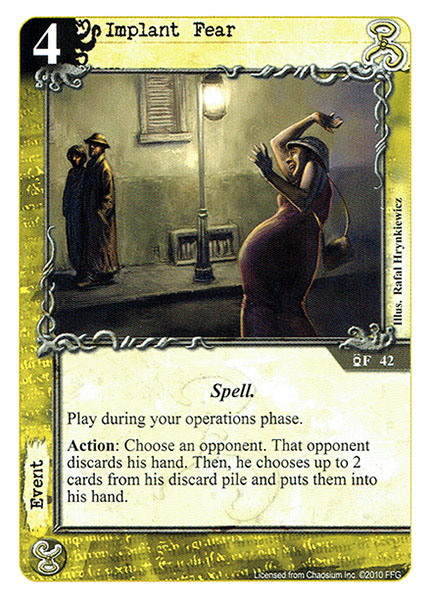 4
Implant Fear
Illus. Rafał Hrynkiewicz
F 42
Spell.
Play during your operations phase.
Action: Choose an opponent. That opponent
discards his hand. Then, he chooses up to 2
cards from his discard pile and puts them into
his hand.
Event
Licensed from Chaosium Inc. ©2010 FFG